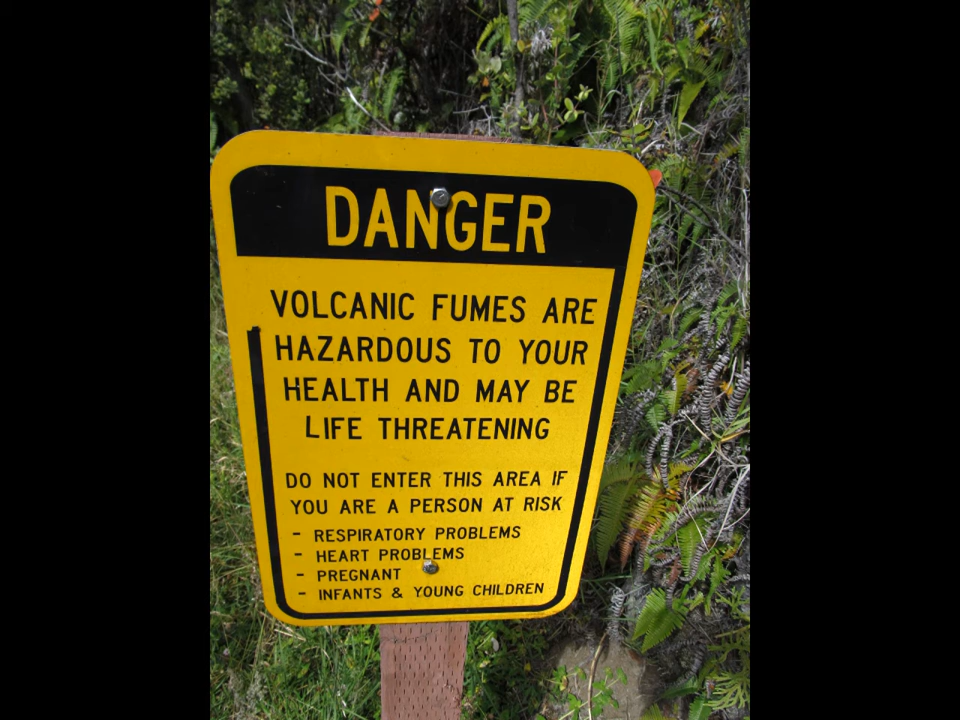 DANGER
VOLCANIC FUMES ARE
HAZARDOUS TO YOUR
HEALTH AND MAY BE
LIFE THREATENING
DO NOT ENTER THIS AREA IF
YOU ARE A PERSON AT RISK
- RESPIRATORY PROBLEMS
- HEART PROBLEMS
- PREGNANT
- INFANTS & YOUNG CHILDREN